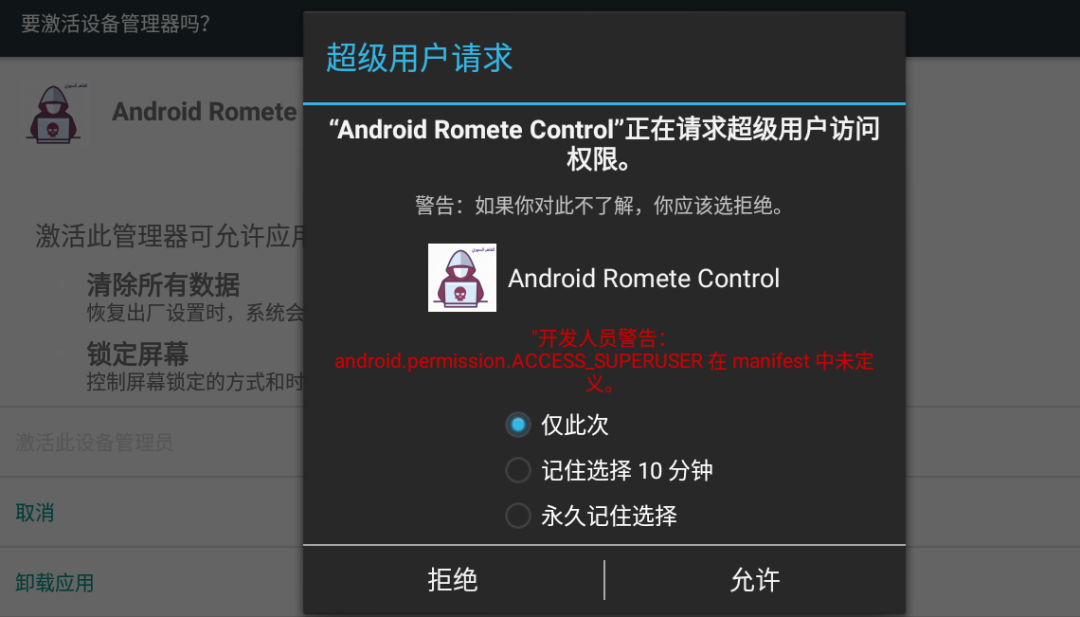 要激活设备管理器吗？
超级用户请求
Android Romete
“Android Romete Control”正在请求超级用户访问
权限。
警告：如果你对此不了解，你应该选拒绝。
激活此管理器可允许应用
Android Romete Control
清除所有数据
恢复出厂设置时，系统会
"开发人员警告：
android.permission.ACCESS_SUPERUSER 在 manifest 中未定
义。
锁定屏幕
控制屏幕锁定的方式和时
仅此次
激活此设备管理员
记住选择 10 分钟
取消
永久记住选择
卸载应用
拒绝
允许